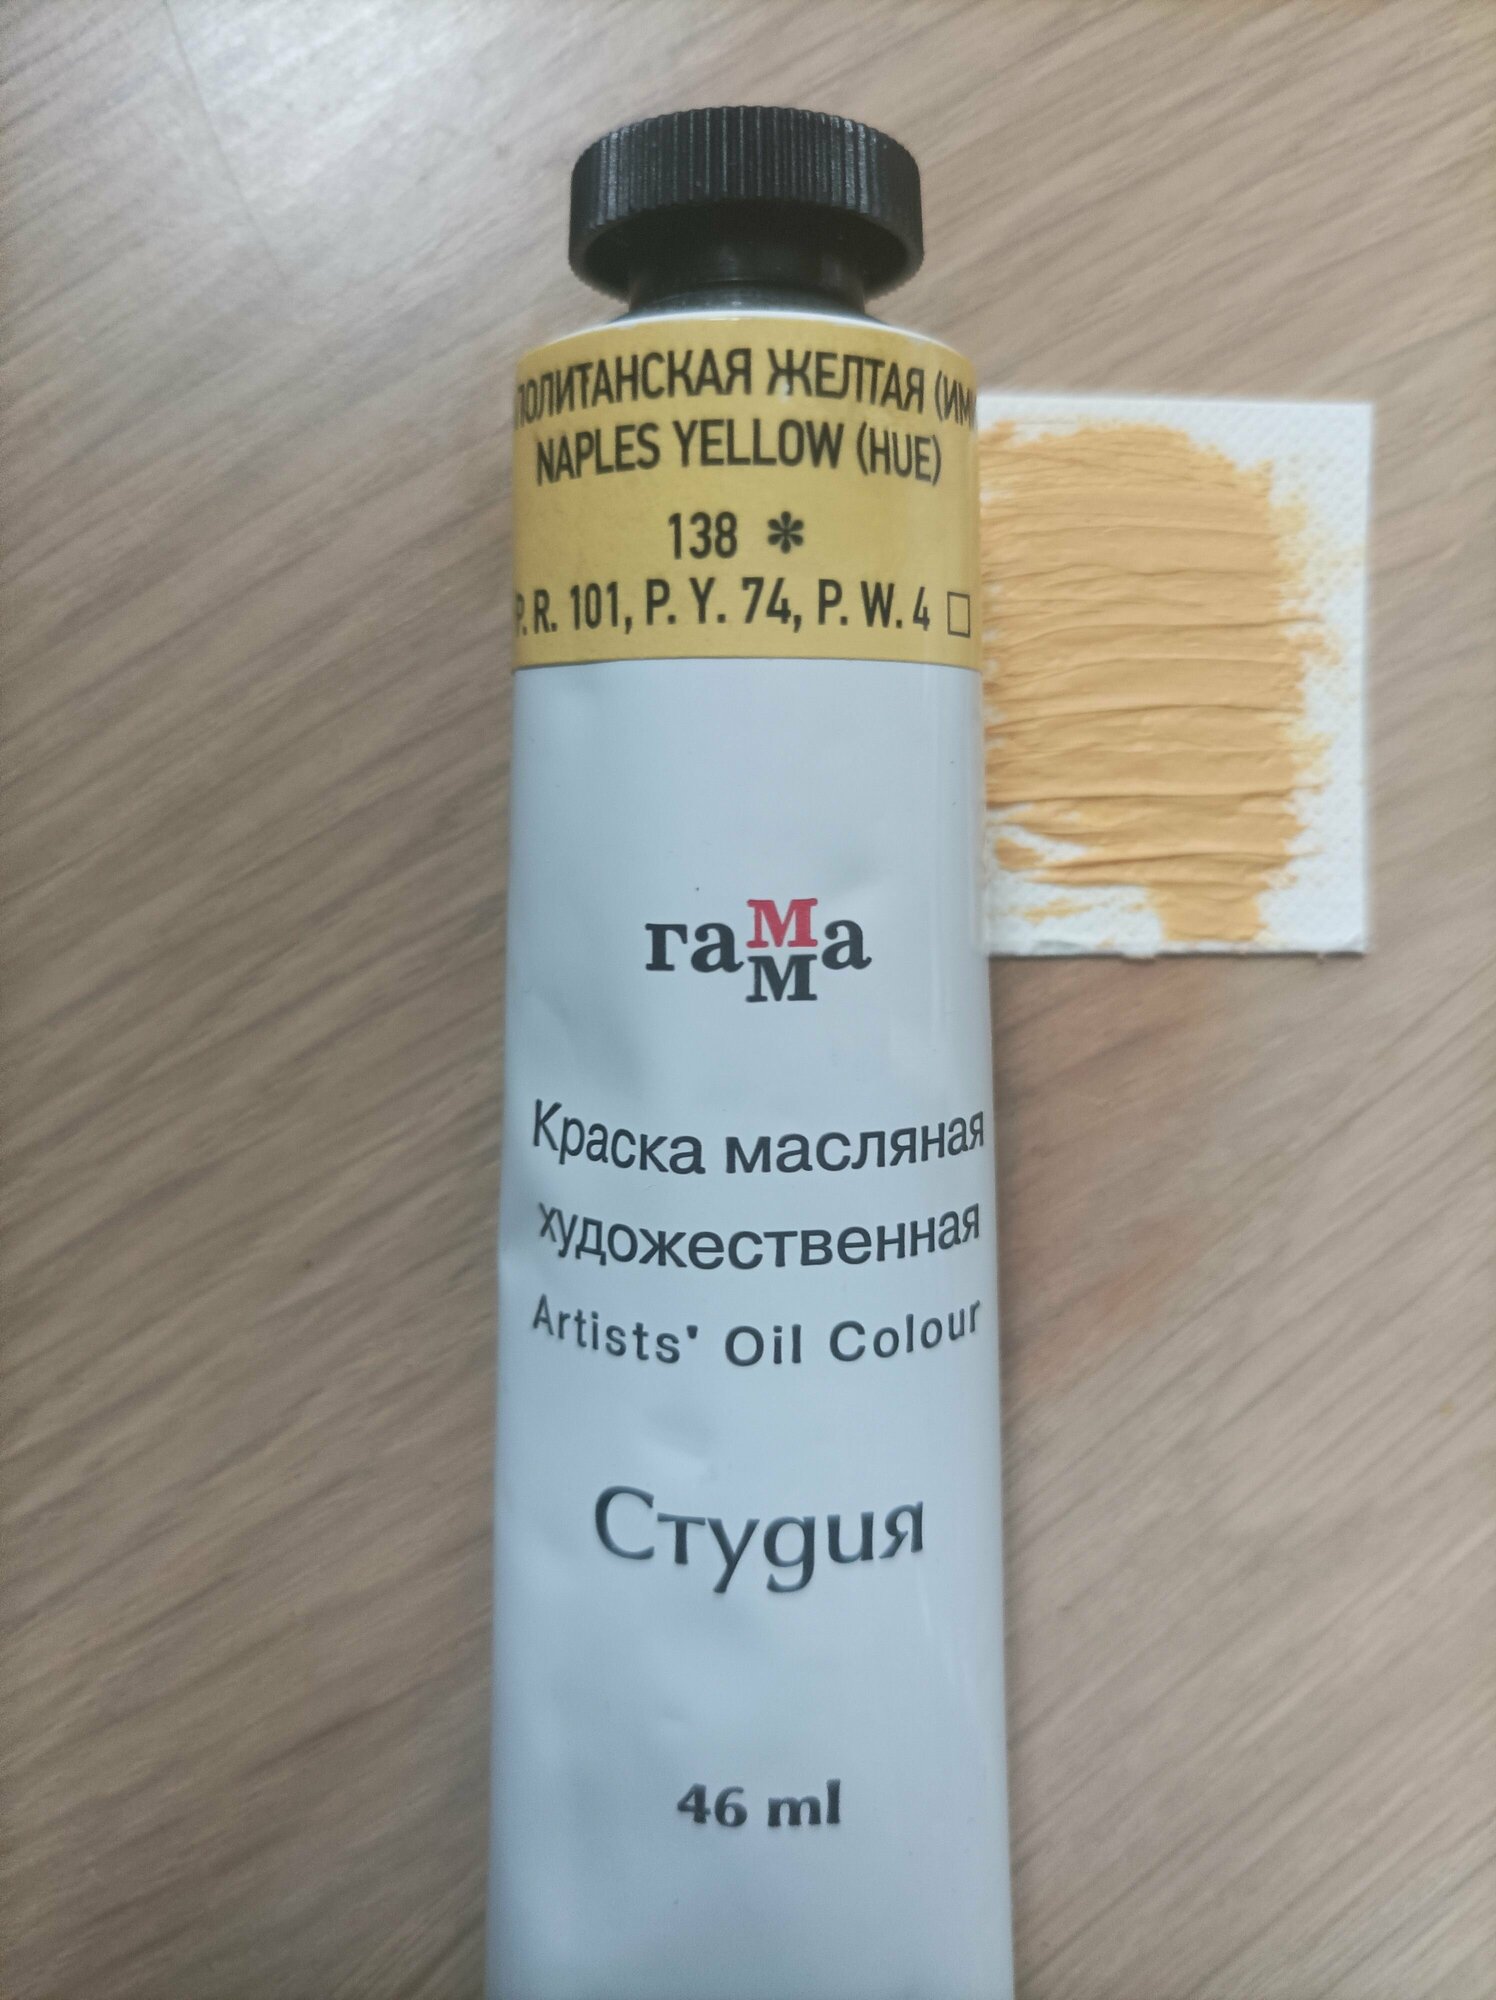 ПОЛИТАНСКАЯ ЖЕЛТАЯ (ИМ
NAPLES YELLOW (HUE)
138 *
P. R. 101, P. Y. 74, P. W. 4
гамма
Краска масляная
художественная
Artists' Oil Colour
Студия
46 ml